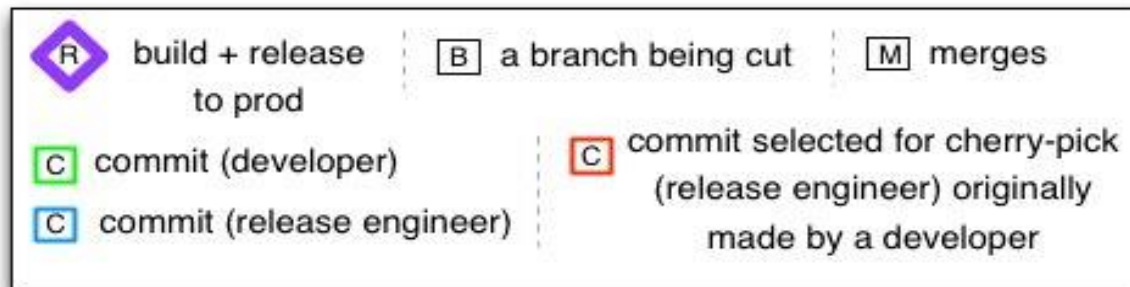 R build + release B a branch being cut M merges
to prod
C commit (developer) C commit selected for cherry-pick
(release engineer) originally
C commit (release engineer) made by a developer